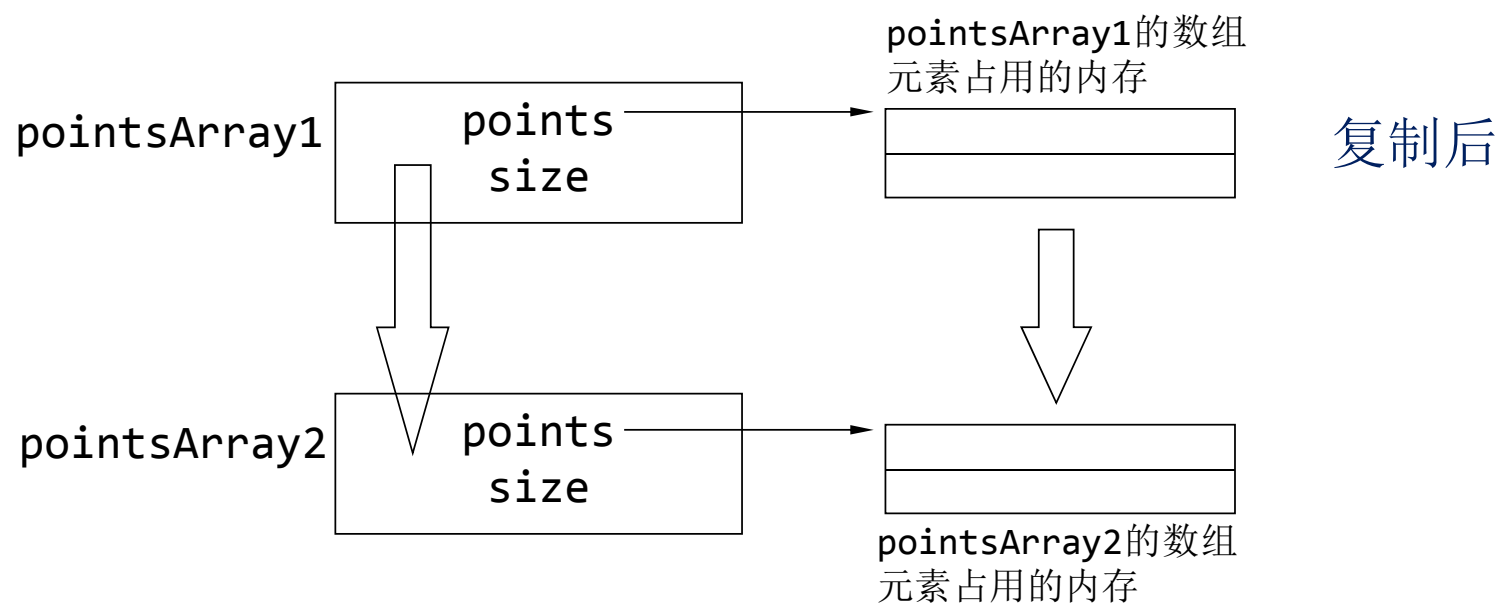 pointsArray1的数组
元素占用的内存
pointsArray1
points
size
复制后
pointsArray2
points
size
pointsArray2的数组
元素占用的内存